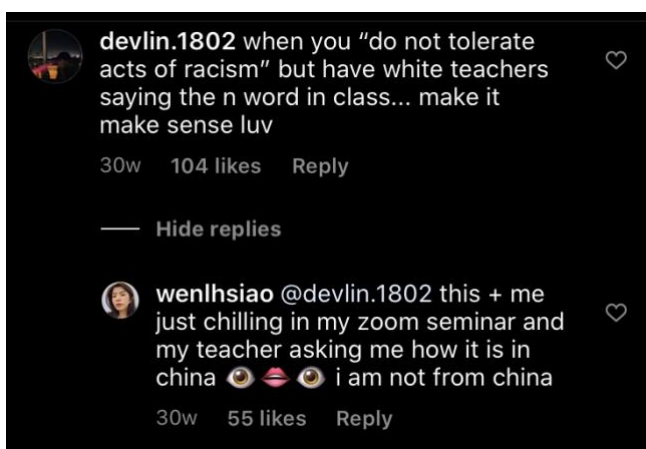 devlin.1802 when you “do not tolerate
acts of racism” but have white teachers
saying the n word in class... make it
make sense luv
30w 104 likes Reply
Hide replies
wenlhsiao @devlin.1802 this + me
just chilling in my zoom seminar and
my teacher asking me how it is in
china 👁️👄👁️ i am not from china
30w 55 likes Reply